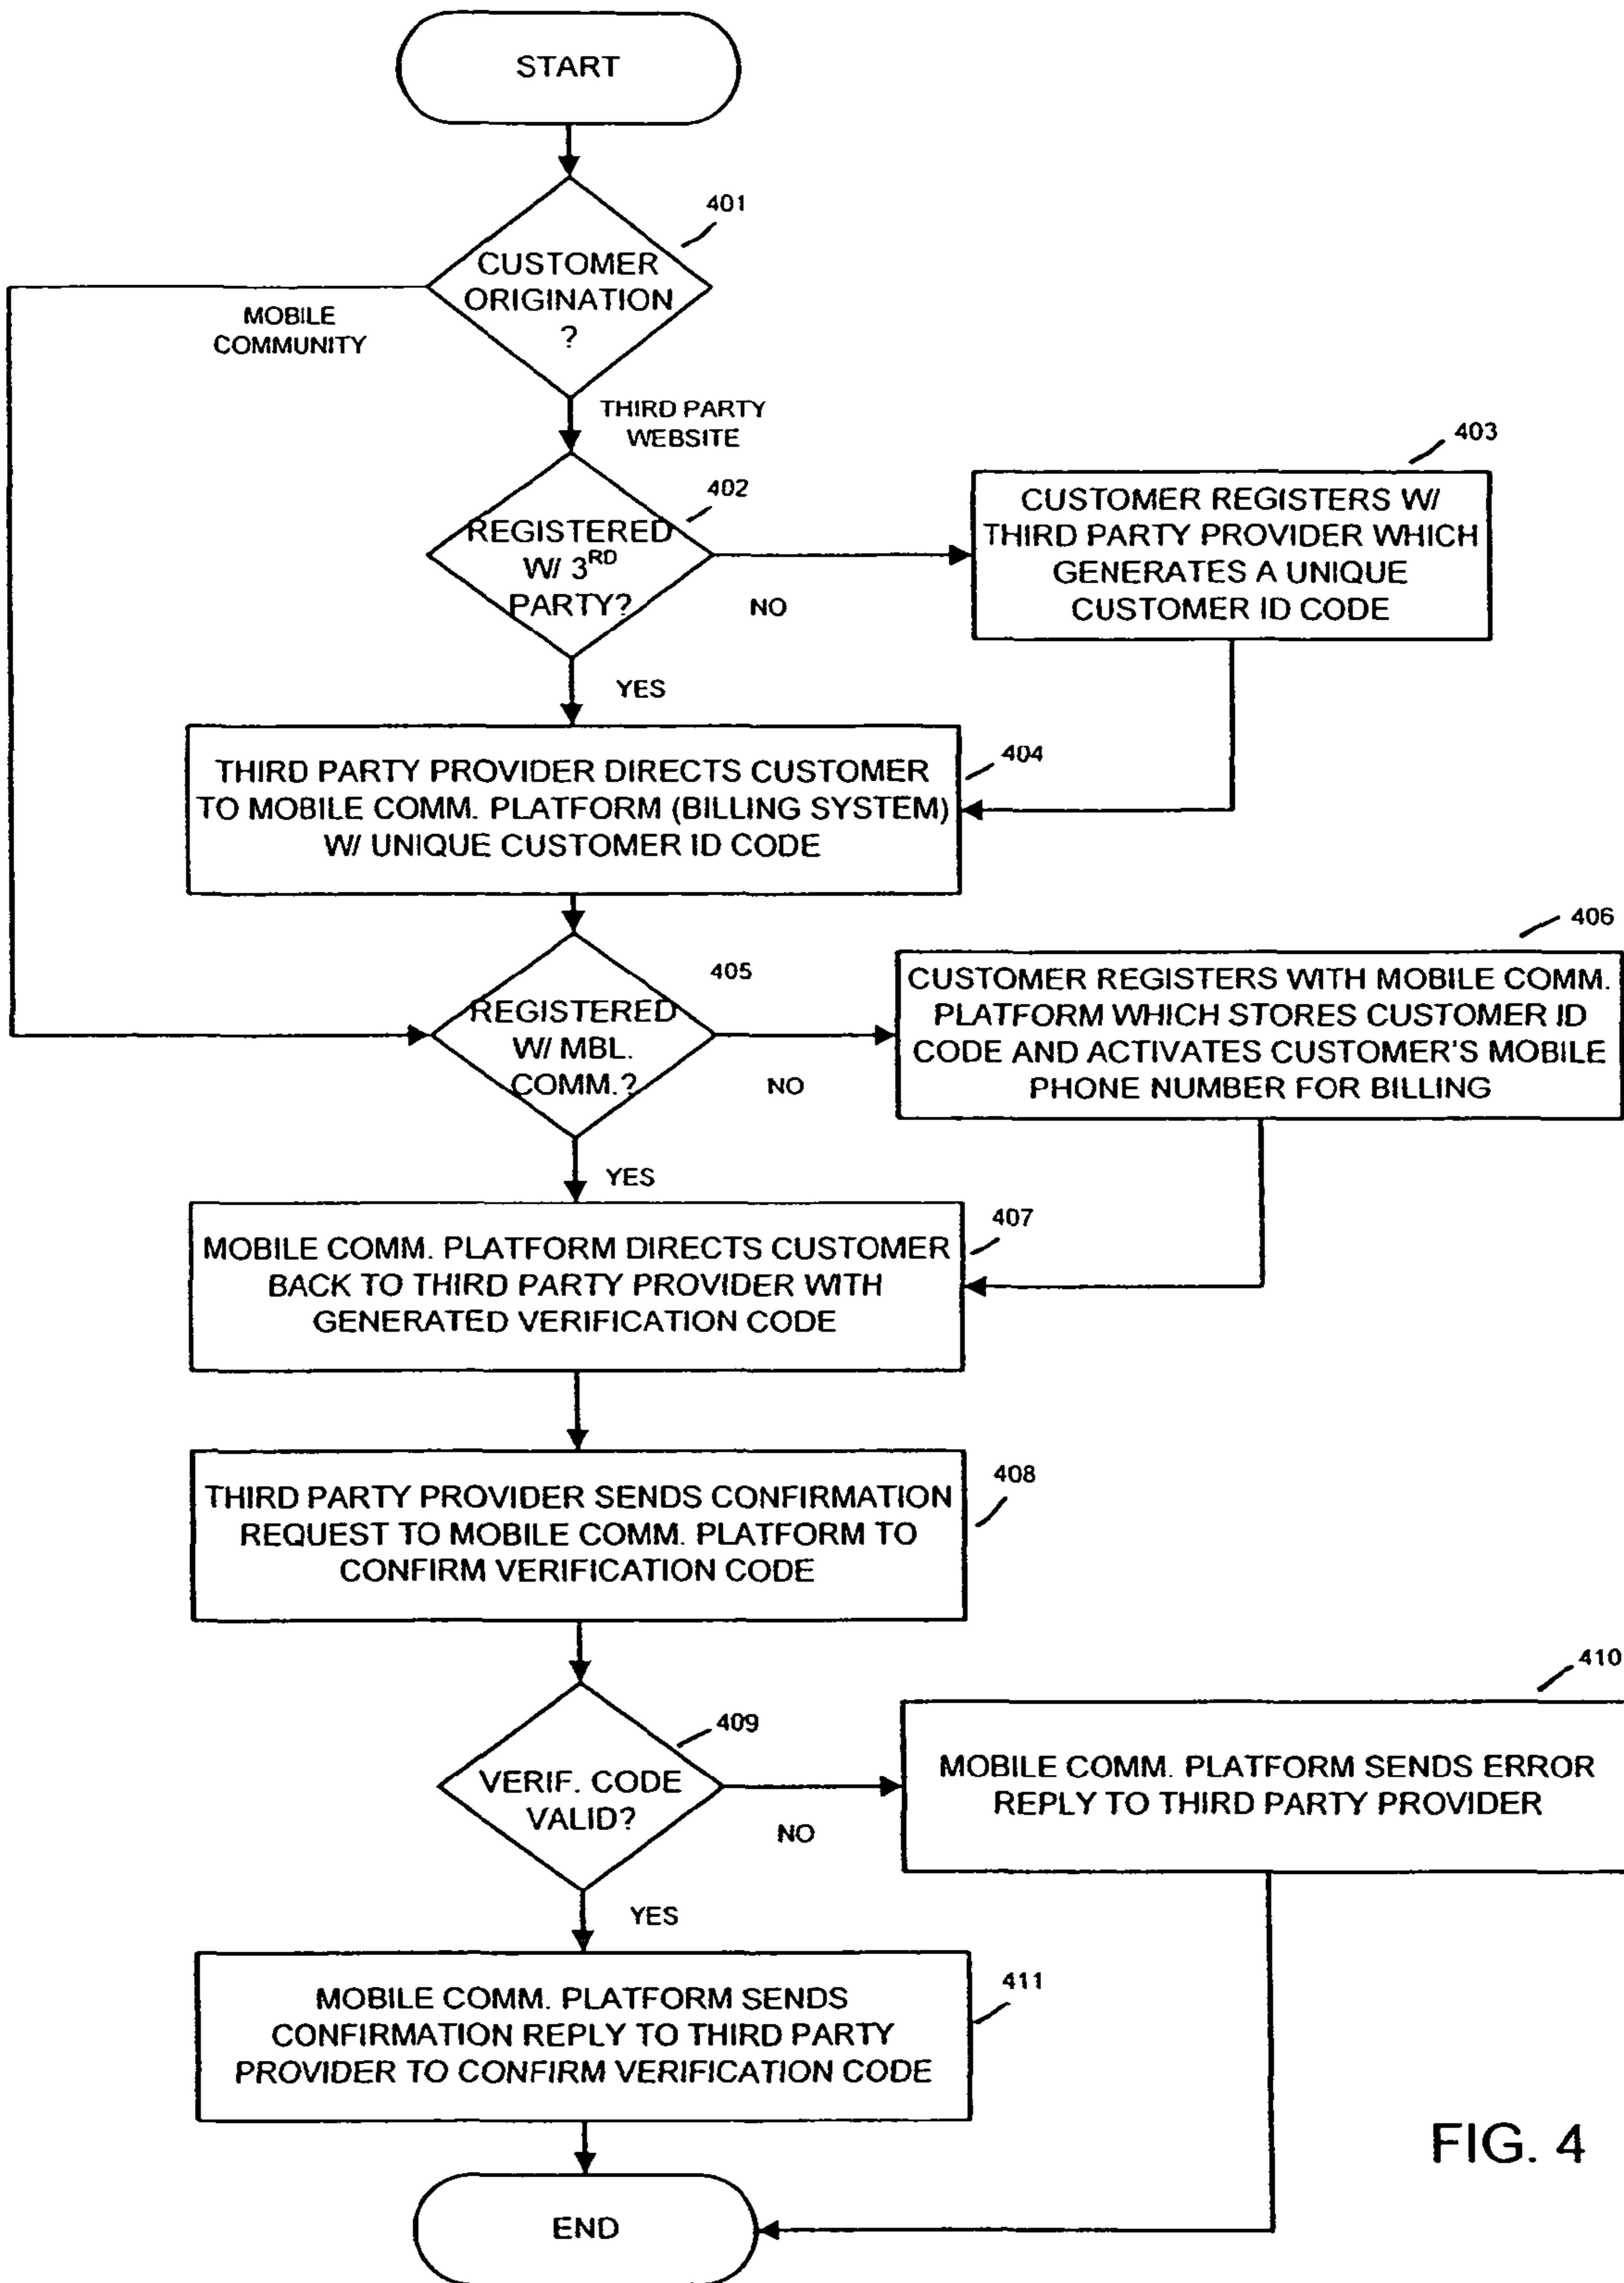 START
401
CUSTOMER
ORIGINATION
?
MOBILE
COMMUNITY
THIRD PARTY
WEBSITE
402
REGISTERED
W/ 3RD
PARTY?
NO
403
CUSTOMER REGISTERS W/
THIRD PARTY PROVIDER WHICH
GENERATES A UNIQUE
CUSTOMER ID CODE
YES
404
THIRD PARTY PROVIDER DIRECTS CUSTOMER
TO MOBILE COMM. PLATFORM (BILLING SYSTEM)
W/ UNIQUE CUSTOMER ID CODE
405
REGISTERED
W/ MBL.
COMM.?
NO
406
CUSTOMER REGISTERS WITH MOBILE COMM.
PLATFORM WHICH STORES CUSTOMER ID
CODE AND ACTIVATES CUSTOMER'S MOBILE
PHONE NUMBER FOR BILLING
YES
407
MOBILE COMM. PLATFORM DIRECTS CUSTOMER
BACK TO THIRD PARTY PROVIDER WITH
GENERATED VERIFICATION CODE
408
THIRD PARTY PROVIDER SENDS CONFIRMATION
REQUEST TO MOBILE COMM. PLATFORM TO
CONFIRM VERIFICATION CODE
409
VERIF. CODE
VALID?
NO
410
MOBILE COMM. PLATFORM SENDS ERROR
REPLY TO THIRD PARTY PROVIDER
YES
411
MOBILE COMM. PLATFORM SENDS
CONFIRMATION REPLY TO THIRD PARTY
PROVIDER TO CONFIRM VERIFICATION CODE
END
FIG. 4